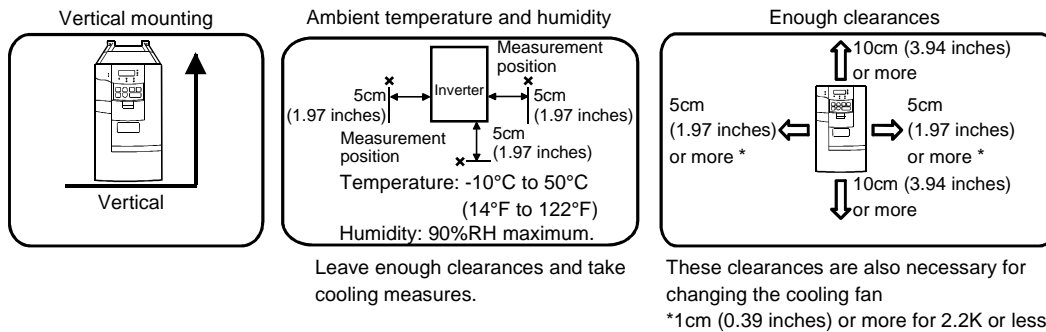 Vertical mounting
Vertical
Ambient temperature and humidity
Measurement
position
Inverter
5cm
(1.97 inches)
5cm
(1.97 inches)
Measurement
position
5cm
(1.97 inches)
Temperature: -10°C to 50°C
(14°F to 122°F)
Humidity: 90%RH maximum.
Leave enough clearances and take
cooling measures.
Enough clearances
10cm (3.94 inches)
or more
5cm
(1.97 inches)
or more *
5cm
(1.97 inches)
or more *
10cm (3.94 inches)
or more
These clearances are also necessary for
changing the cooling fan
*1cm (0.39 inches) or more for 2.2K or less